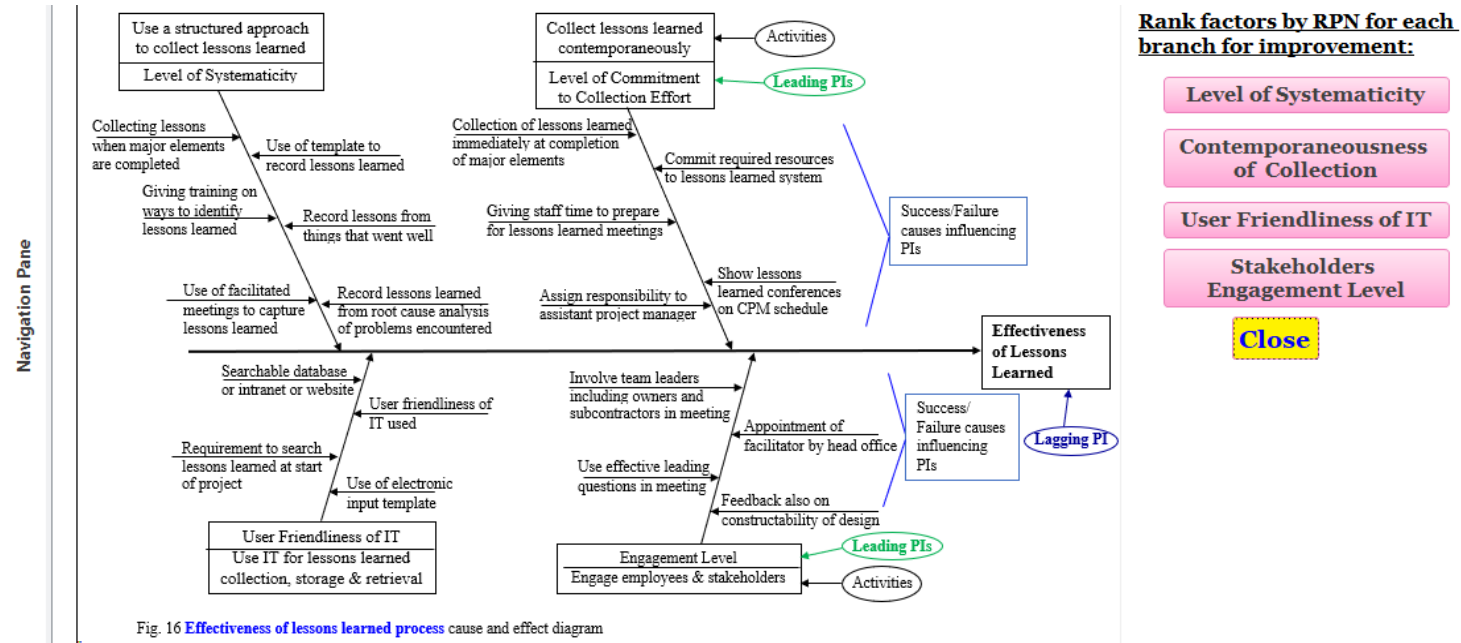 Navigation Pane
Use a structured approach
to collect lessons learned
Level of Systematicity
Collect lessons learned
contemporaneously
Level of Commitment
to Collection Effort
Activities
Leading PIs
Collecting lessons
when major elements
are completed
Use of template to
record lessons learned
Giving training on
ways to identify
lessons learned
Record lessons from
things that went well
Use of facilitated
meetings to capture
lessons learned
Record lessons learned
from root cause analysis
of problems encountered
Collection of lessons learned
immediately at completion
of major elements
Commit required resources
to lessons learned system
Giving staff time to prepare
for lessons learned meetings
Show lessons
learned conferences
on CPM schedule
Assign responsibility to
assistant project manager
Success/Failure
causes influencing
PIs
Effectiveness
of Lessons
Learned
Lagging PI
Searchable database
or intranet or website
User friendliness of
IT used
Requirement to search
lessons learned at start
of project
Use of electronic
input template
User Friendliness of IT
Use IT for lessons learned
collection, storage & retrieval
Involve team leaders
including owners and
subcontractors in meeting
Appointment of
facilitator by head office
Use effective leading
questions in meeting
Feedback also on
constructability of design
Success/
Failure causes
influencing
PIs
Engagement Level
Engage employees & stakeholders
Leading PIs
Activities
Fig. 16 Effectiveness of lessons learned process cause and effect diagram
Rank factors by RPN for each
branch for improvement:
Level of Systematicity
Contemporaneousness
of Collection
User Friendliness of IT
Stakeholders
Engagement Level
Close